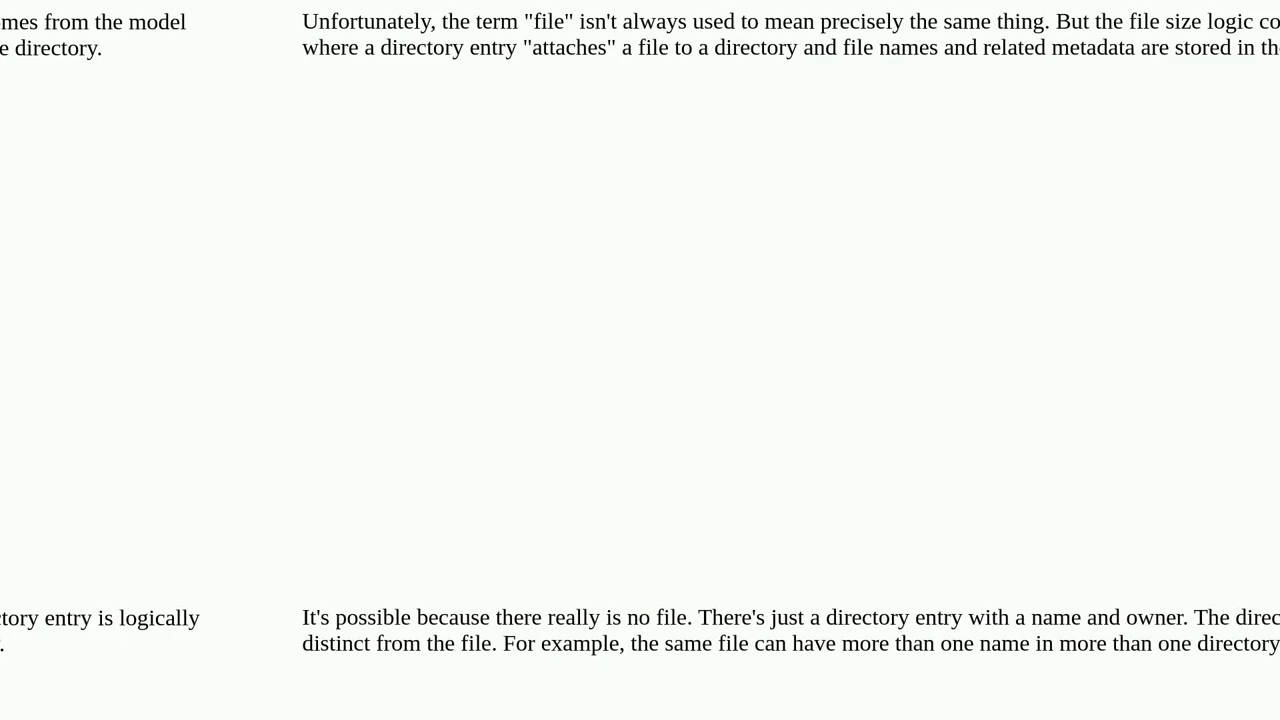 omes from the model
e directory.
Unfortunately, the term "file" isn't always used to mean precisely the same thing. But the file size logic co
where a directory entry "attaches" a file to a directory and file names and related metadata are stored in th
ctory entry is logically
.
It's possible because there really is no file. There's just a directory entry with a name and owner. The direc
distinct from the file. For example, the same file can have more than one name in more than one directory